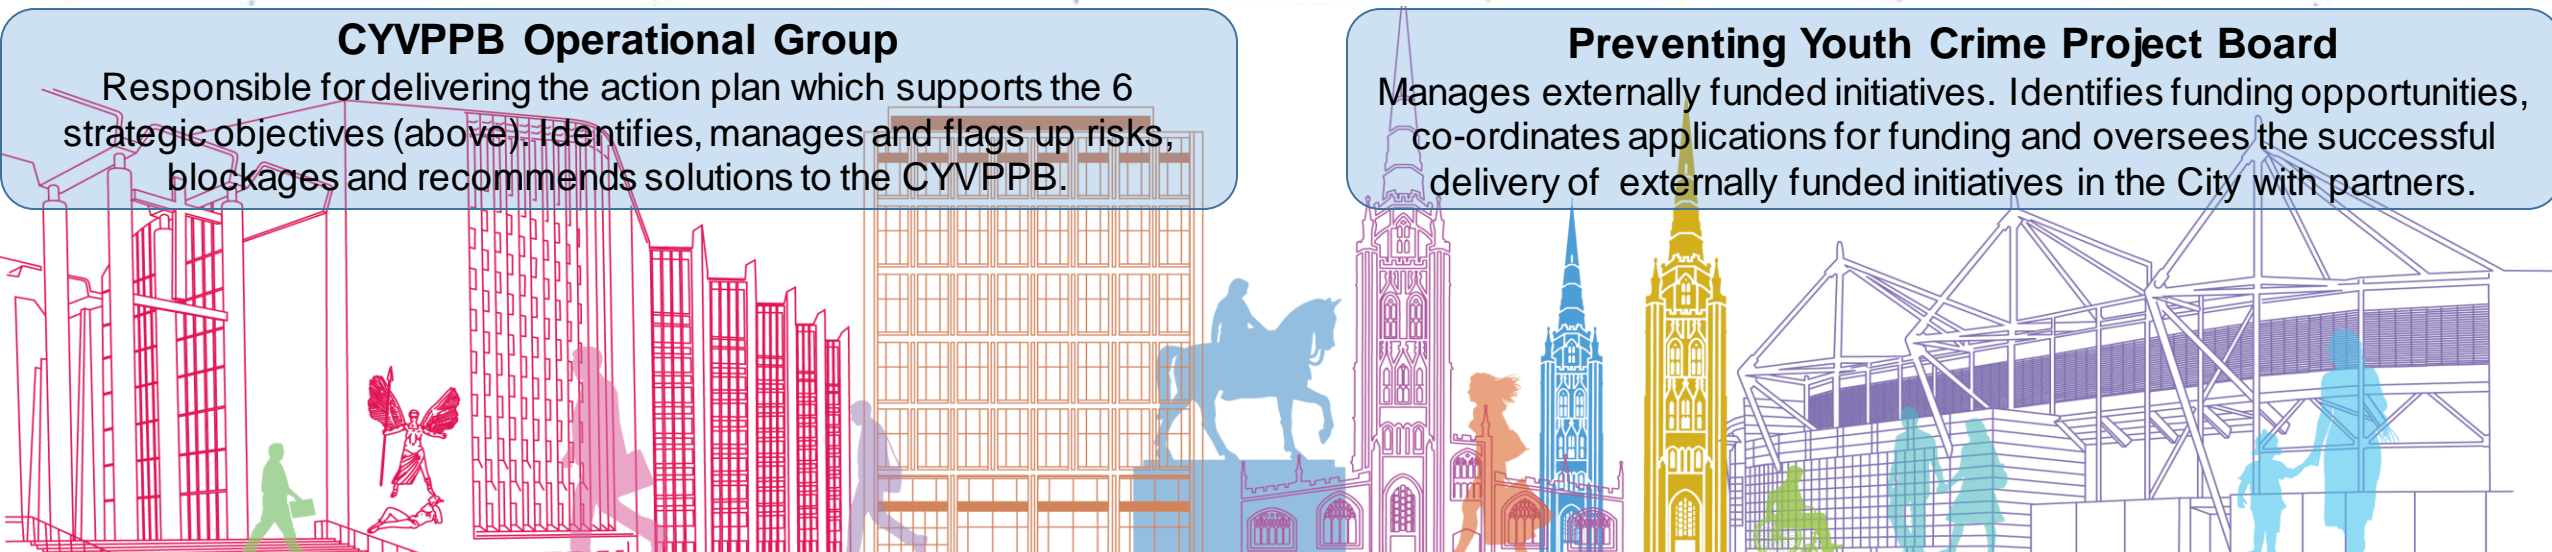 CYVPPB Operational Group
Responsible for delivering the action plan which supports the 6
strategic objectives (above). Identifies, manages and flags up risks,
blockages and recommends solutions to the CYVPPB.
Preventing Youth Crime Project Board
Manages externally funded initiatives. Identifies funding opportunities,
co-ordinates applications for funding and oversees the successful
delivery of externally funded initiatives in the City with partners.